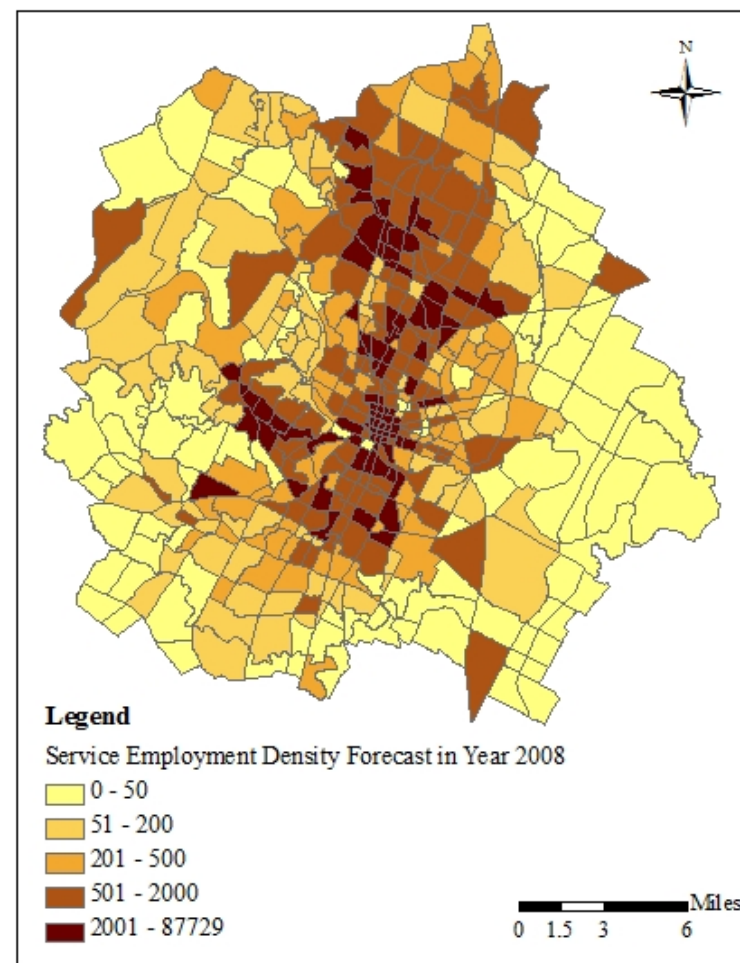 N
Legend
Service Employment Density Forecast in Year 2008
0 - 50
51 - 200
201 - 500
501 - 2000
2001 - 87729
Miles
0 1.5 3 6